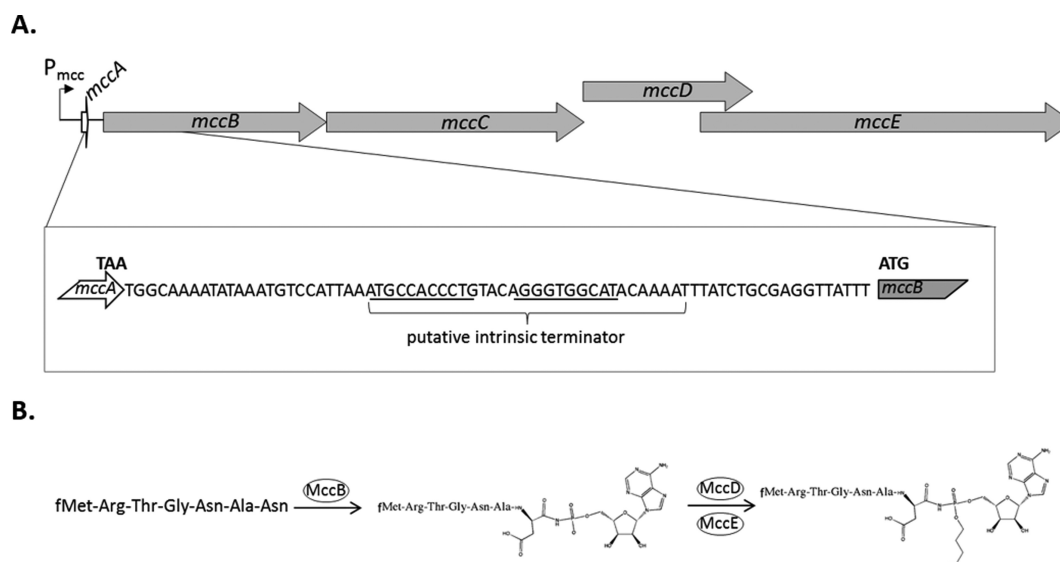 A.
Pmcc
mccA
mccB
mccC
mccD
mccE
TAA
ATG
mccA
TGGCAAAATATAAATGTCCATTAAATGCCACCCTGTACAGGGTGGCATACAAAATTTATCTGCGAGGTTATTT
mccB
putative intrinsic terminator
B.
fMet-Arg-Thr-Gly-Asn-Ala-Asn
MccB
fMet-Arg-Thr-Gly-Asn-Ala
MccD
MccE
fMet-Arg-Thr-Gly-Asn-Ala